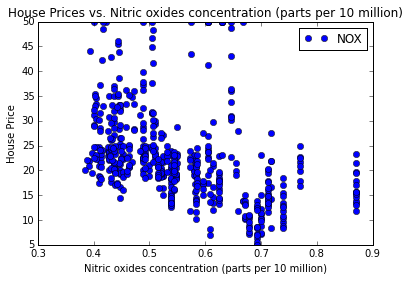 House Prices vs. Nitric oxides concentration (parts per 10 million)
50
45
40
35
30
25
20
15
10
5
House Price
NOX
0.3 0.4 0.5 0.6 0.7 0.8 0.9
Nitric oxides concentration (parts per 10 million)